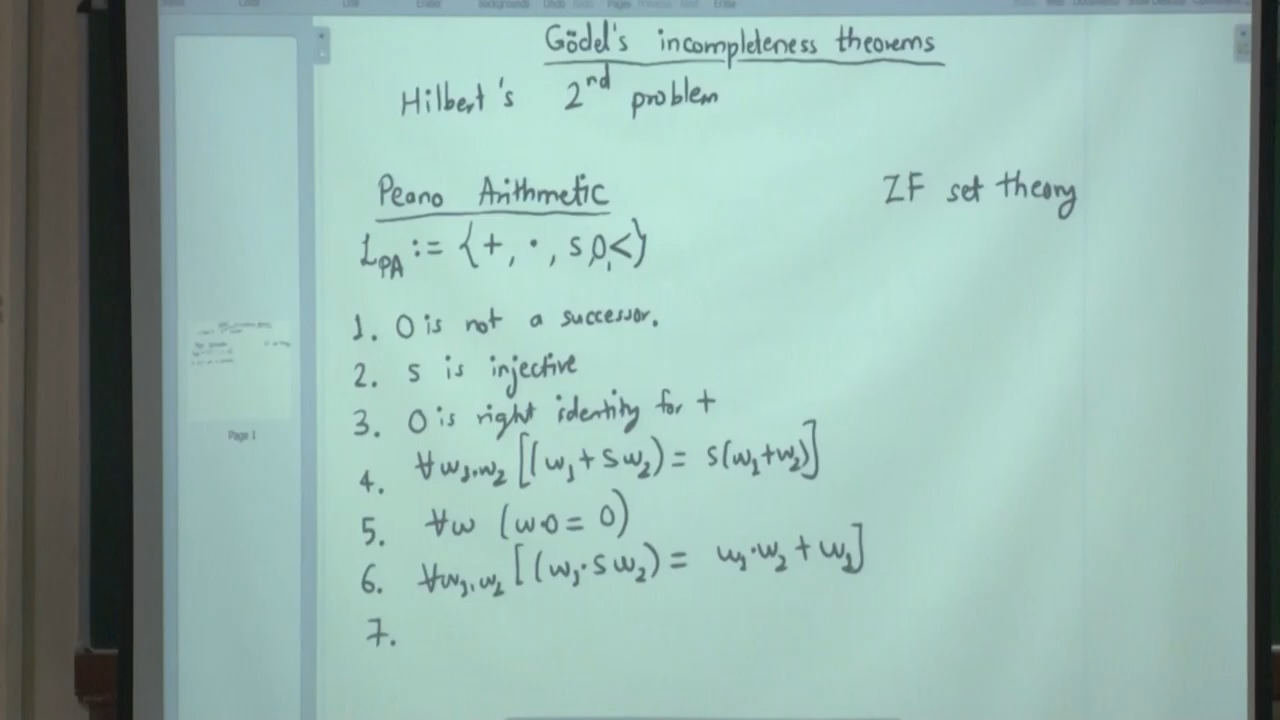 Gödel's incompleteness theorems
Hilbert's 2nd problem
Peano Arithmetic
ZF set theory
L_PA := {+, ·, s, 0, <}
1. 0 is not a successor.
2. s is injective
3. 0 is right identity for +
4. ∀w₁,w₂ [(w₁ + sw₂) = s(w₁+w₂)]
5. ∀w (w·0 = 0)
6. ∀w₁,w₂ [(w₁·sw₂) = w₁·w₂ + w₁]
7.
Page 1